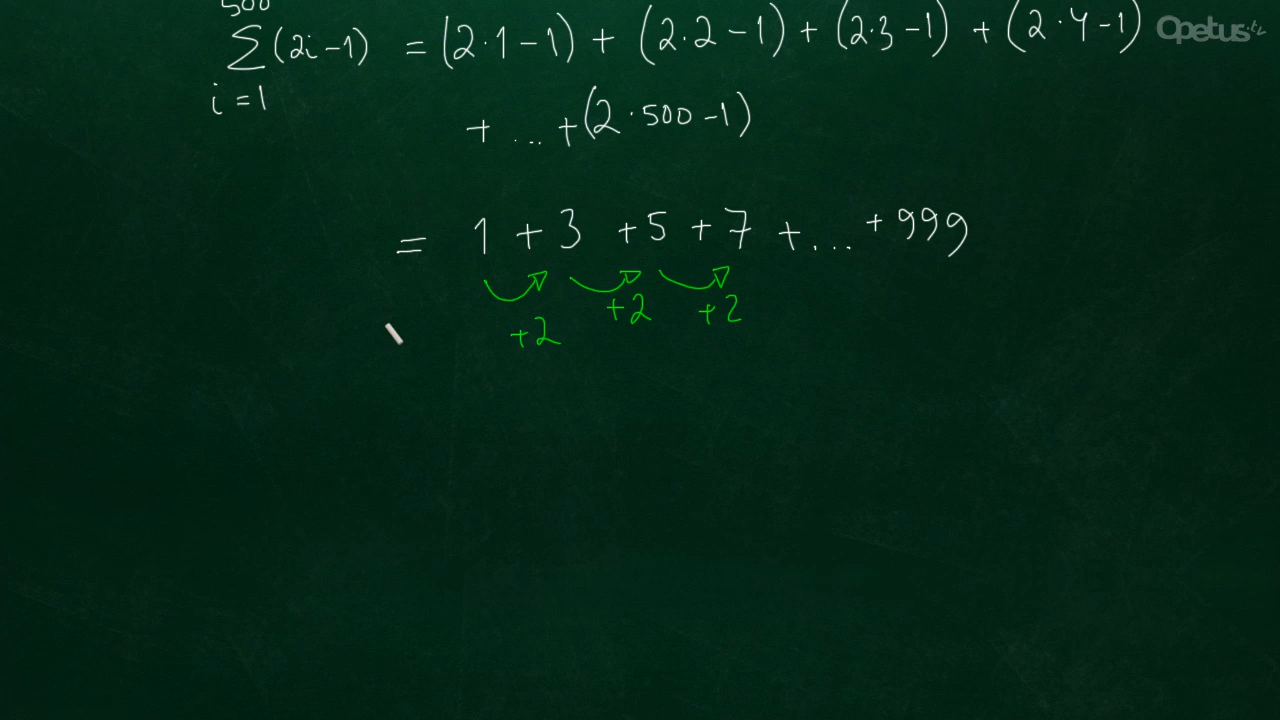 500
∑ (2i-1) = (2·1-1) + (2·2-1) + (2·3-1) + (2·4-1)
i=1
+ ... + (2·500-1)
= 1 + 3 + 5 + 7 + ... + 999
+2 +2 +2
Opetus.tv